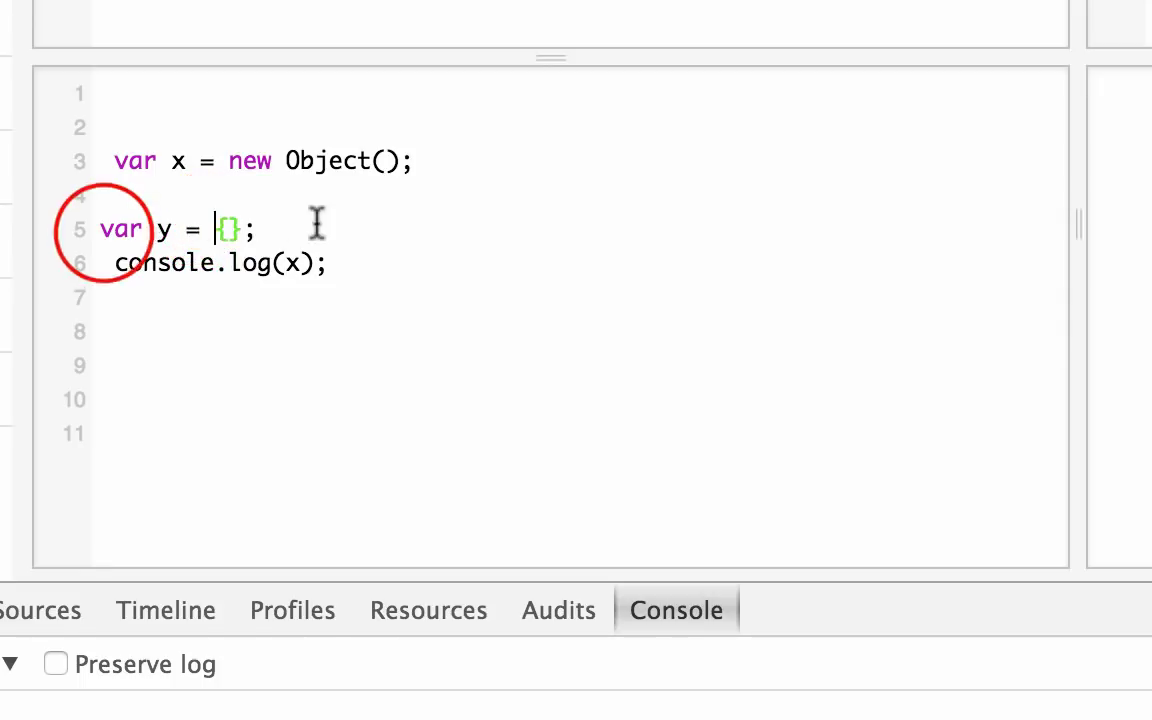 1
2
3 var x = new Object();
4
5 var y = {};
6 console.log(x);
7
8
9
10
11
Sources Timeline Profiles Resources Audits Console
Preserve log